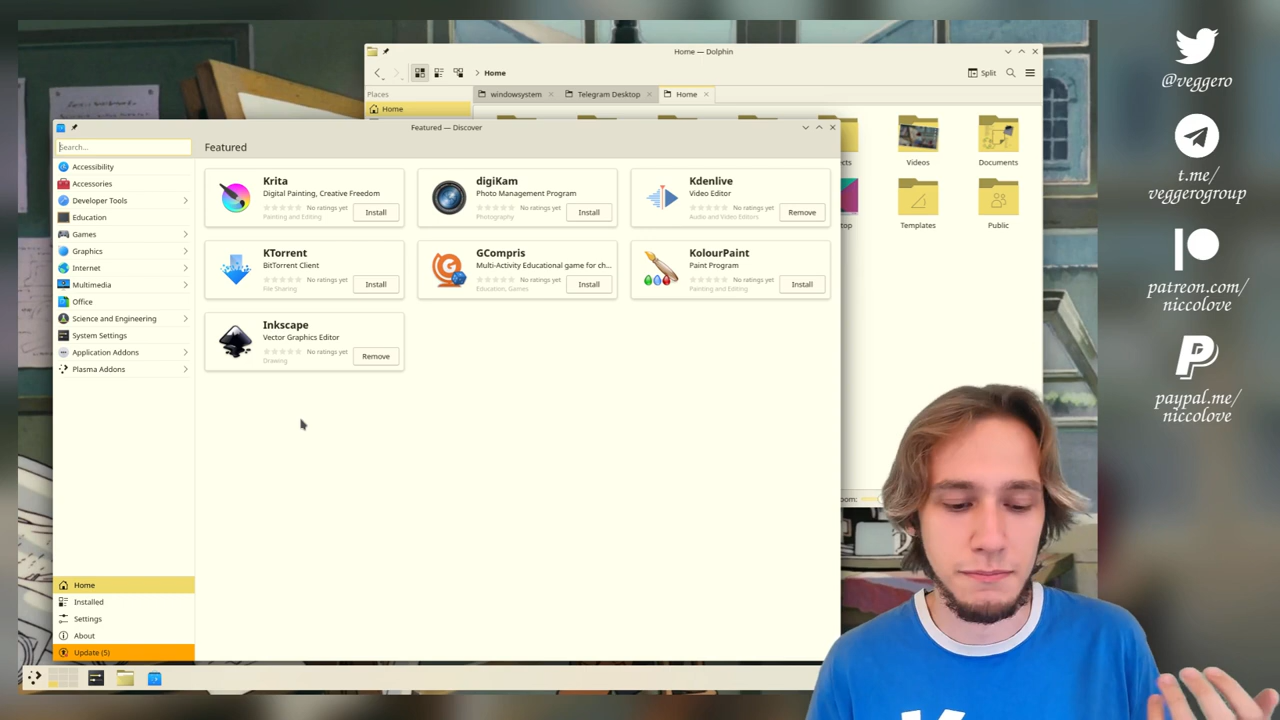 Home — Dolphin
Home
Split
Places
windowsystem
Telegram Desktop
Home
Home
Featured — Discover
Search...
Featured
Accessibility
Accessories
Developer Tools
Education
Games
Graphics
Internet
Multimedia
Office
Science and Engineering
System Settings
Application Addons
Plasma Addons
Krita
Digital Painting, Creative Freedom
No ratings yet
Painting and Editing
Install
digiKam
Photo Management Program
No ratings yet
Photography
Install
Kdenlive
Video Editor
No ratings yet
Audio and Video Editors
Remove
KTorrent
BitTorrent Client
No ratings yet
File Sharing
Install
GCompris
Multi-Activity Educational game for ch...
No ratings yet
Education, Games
Install
KolourPaint
Paint Program
No ratings yet
Painting and Editing
Install
Inkscape
Vector Graphics Editor
No ratings yet
Drawing
Remove
Home
Installed
Settings
About
Update (5)
Videos
Documents
Templates
Public
@veggero
t.me/
veggerogroup
patreon.com/
niccolove
paypal.me/
niccolove